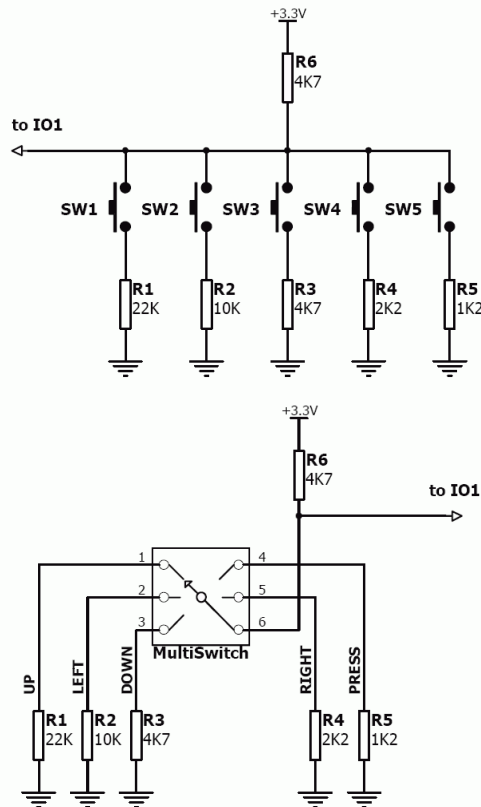 +3.3V
R6
4K7
to IO1
SW1 SW2 SW3 SW4 SW5
R1 R2 R3 R4 R5
22K 10K 4K7 2K2 1K2
+3.3V
R6
4K7
to IO1
1 4
2 5
3 6
MultiSwitch
UP LEFT DOWN RIGHT PRESS
R1 R2 R3 R4 R5
22K 10K 4K7 2K2 1K2